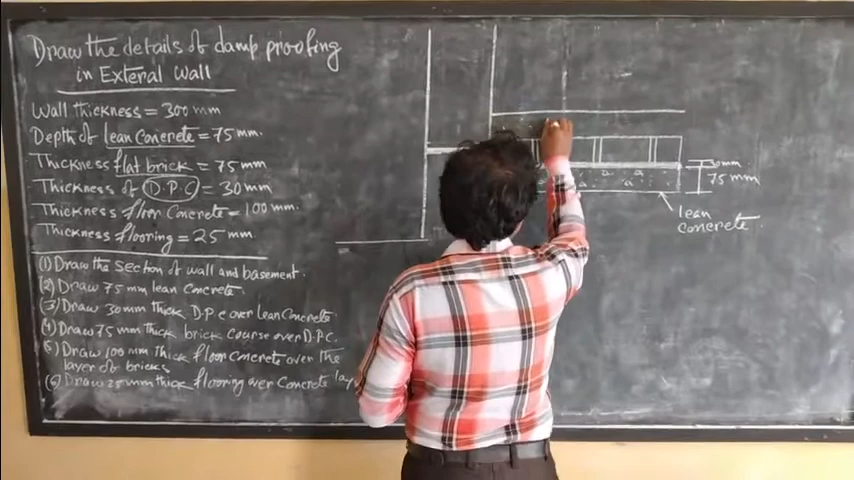 Draw the details of damp proofing
in External wall
Wall thickness = 300 mm
Depth of lean concrete = 75 mm.
Thickness flat brick = 75 mm
Thickness of D.P.C = 30 mm
Thickness floor Concrete = 100 mm.
Thickness flooring = 25 mm
(1) Draw the section of wall and basement.
(2) Draw 75 mm lean Concrete
(3) Draw 30 mm thick D.P.C over lean Concrete.
(4) Draw 75 mm thick brick course over D.P.C.
(5) Draw 100 mm thick floor Concrete over the
layer of bricks
(6) Draw 25 mm thick flooring over Concrete
75 mm
lean
concrete